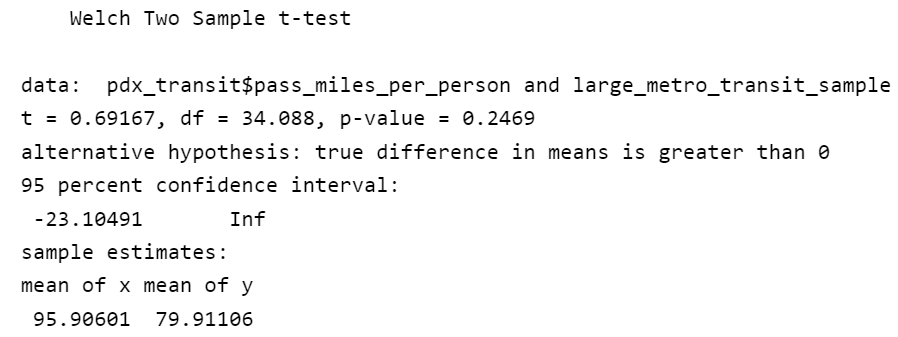 Welch Two Sample t-test
data:  pdx_transit$pass_miles_per_person and large_metro_transit_sample
t = 0.69167, df = 34.088, p-value = 0.2469
alternative hypothesis: true difference in means is greater than 0
95 percent confidence interval:
 -23.10491       Inf
sample estimates:
mean of x mean of y
 95.90601  79.91106